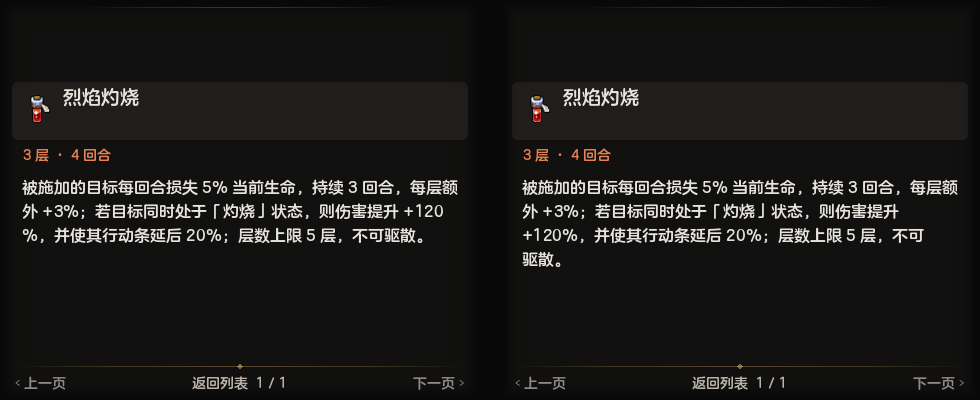 烈焰灼烧
3 层 · 4 回合
被施加的目标每回合损失 5% 当前生命，持续 3 回合，每层额
外 +3%；若目标同时处于「灼烧」状态，则伤害提升 +120
%，并使其行动条延后 20%；层数上限 5 层，不可驱散。
‹ 上一页
返回列表 1 / 1
下一页 ›
烈焰灼烧
3 层 · 4 回合
被施加的目标每回合损失 5% 当前生命，持续 3 回合，每层额
外 +3%；若目标同时处于「灼烧」状态，则伤害提升
+120%，并使其行动条延后 20%；层数上限 5 层，不可
驱散。
‹ 上一页
返回列表 1 / 1
下一页 ›